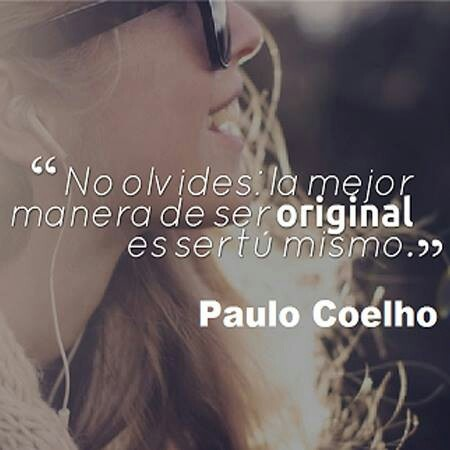 “No olvides: la mejor
manera de ser original
es ser tú mismo.”
Paulo Coelho